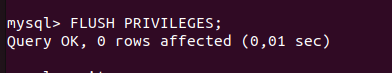 mysql> FLUSH PRIVILEGES;
Query OK, 0 rows affected (0,01 sec)